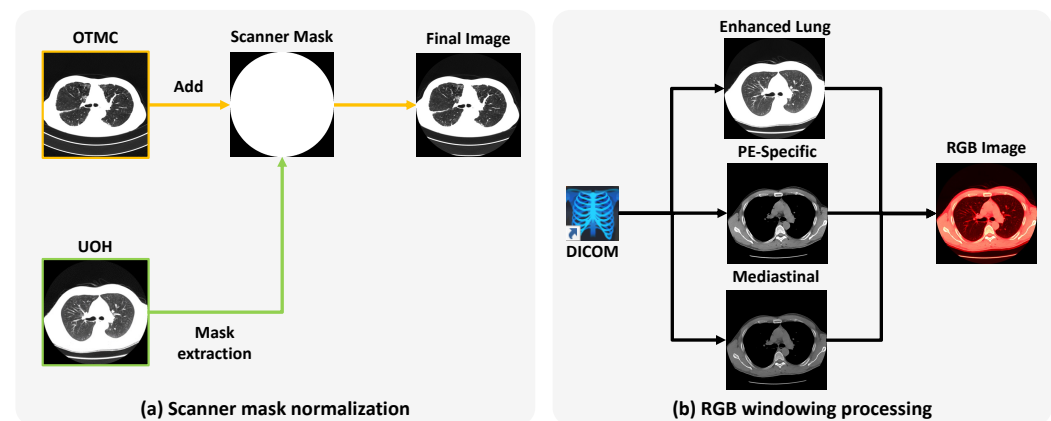 OTMC
Scanner Mask
Final Image
Add
UOH
Mask
extraction
(a) Scanner mask normalization
Enhanced Lung
PE-Specific
RGB Image
DICOM
Mediastinal
(b) RGB windowing processing